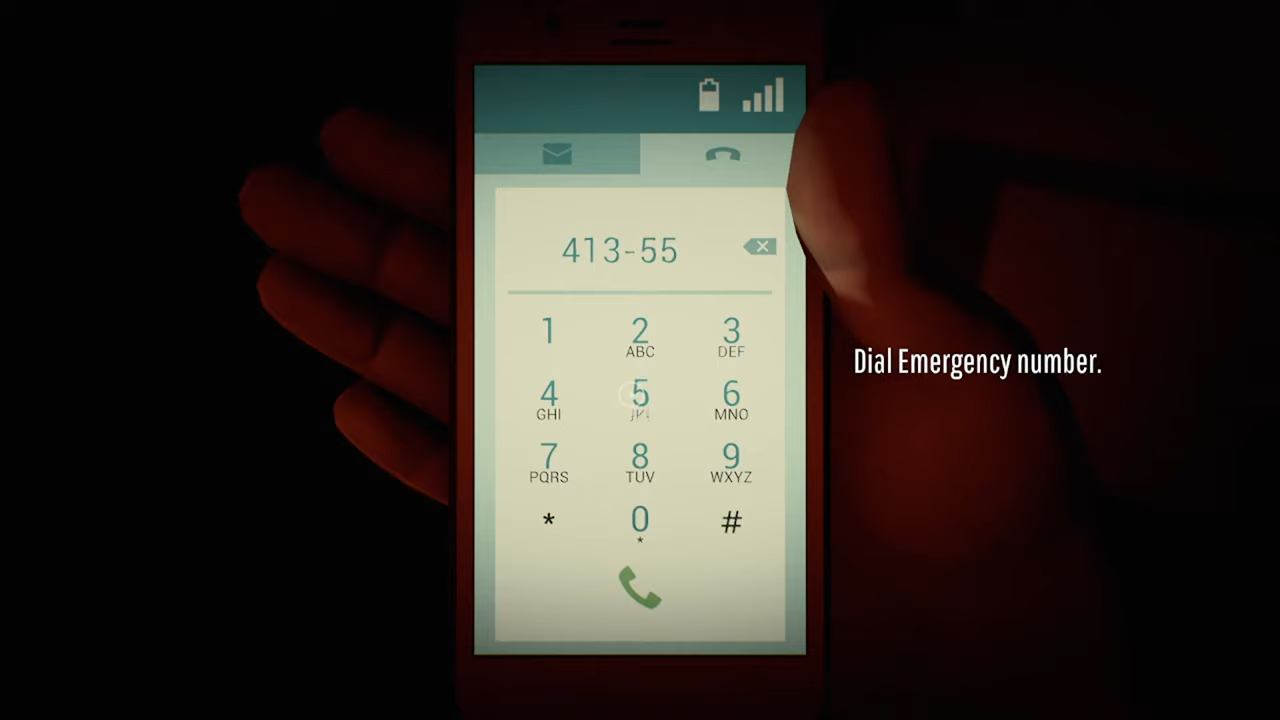 413-55
1 2 3
ABC DEF
4 5 6
GHI JKL MNO
7 8 9
PQRS TUV WXYZ
* 0 #
*
Dial Emergency number.